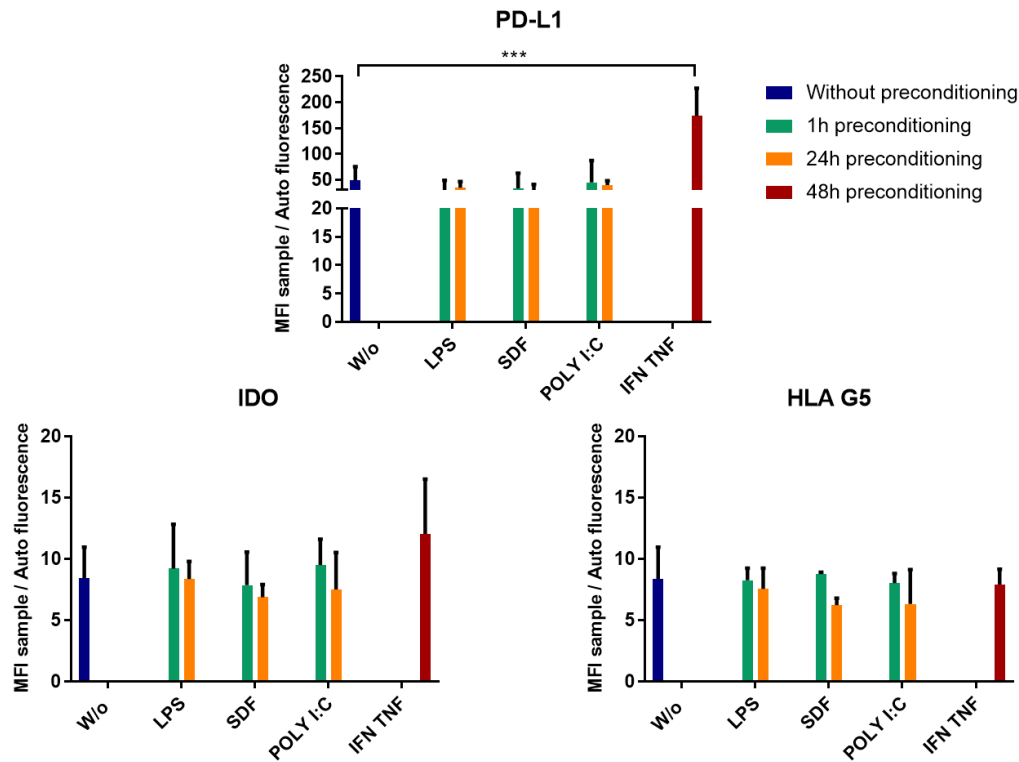 PD-L1
***
MFI sample / Auto fluorescence
250
200
150
100
50
20
15
10
5
0
W/o
LPS
SDF
POLY I:C
IFN TNF
Without preconditioning
1h preconditioning
24h preconditioning
48h preconditioning
IDO
MFI sample / Auto fluorescence
20
15
10
5
0
W/o
LPS
SDF
POLY I:C
IFN TNF
HLA G5
MFI sample / Auto fluorescence
20
15
10
5
0
W/o
LPS
SDF
POLY I:C
IFN TNF